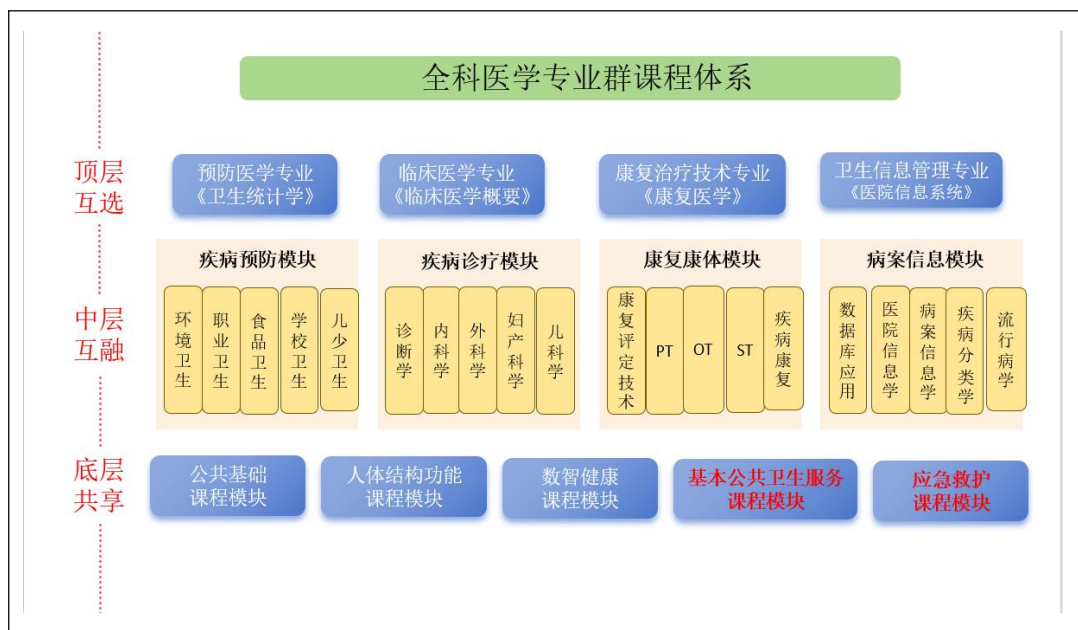 全科医学专业群课程体系
顶层
互选
预防医学专业
《卫生统计学》
临床医学专业
《临床医学概要》
康复治疗技术专业
《康复医学》
卫生信息管理专业
《医院信息系统》
中层
互融
疾病预防模块
环境卫生
职业卫生
食品卫生
学校卫生
儿少卫生
疾病诊疗模块
诊断学
内科学
外科学
妇产科学
儿科学
康复康体模块
康复评定技术
PT
OT
ST
疾病康复
病案信息模块
数据库应用
医院信息学
病案信息学
疾病分类学
流行病学
底层
共享
公共基础
课程模块
人体结构功能
课程模块
数智健康
课程模块
基本公共卫生服务
课程模块
应急救护
课程模块